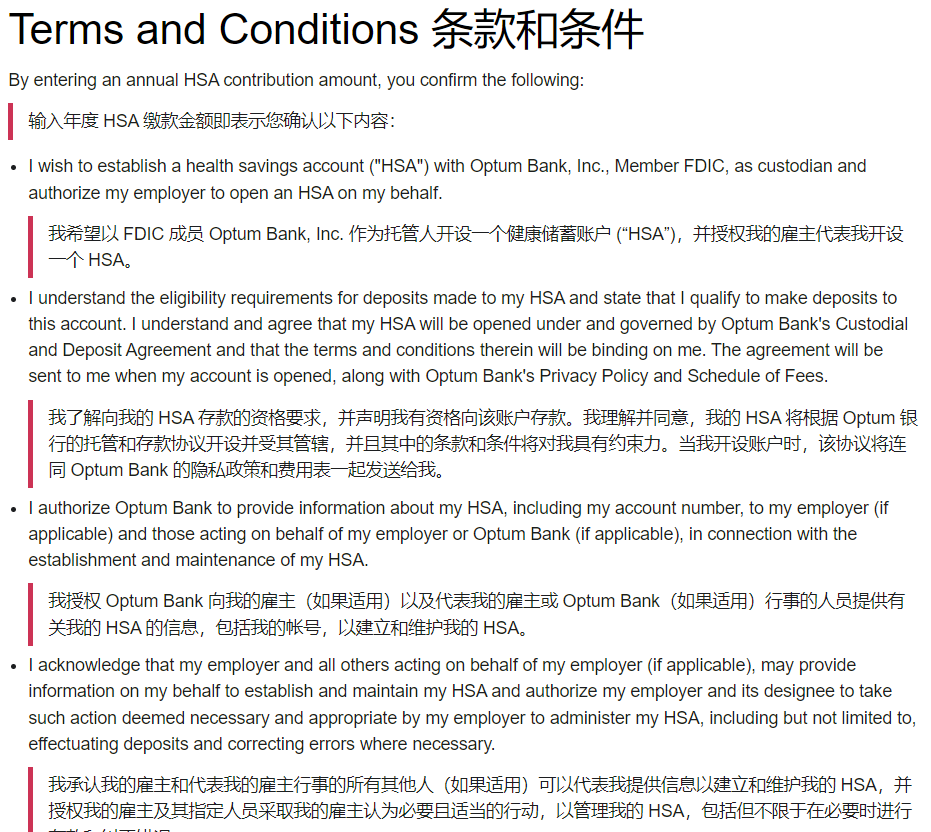 Terms and Conditions 条款和条件
By entering an annual HSA contribution amount, you confirm the following:
输入年度 HSA 缴款金额即表示您确认以下内容：
I wish to establish a health savings account ("HSA") with Optum Bank, Inc., Member FDIC, as custodian and
authorize my employer to open an HSA on my behalf.
我希望以 FDIC 成员 Optum Bank, Inc. 作为托管人开设一个健康储蓄账户 (“HSA”)，并授权我的雇主代表我开设
一个 HSA。
I understand the eligibility requirements for deposits made to my HSA and state that I qualify to make deposits to
this account. I understand and agree that my HSA will be opened under and governed by Optum Bank's Custodial
and Deposit Agreement and that the terms and conditions therein will be binding on me. The agreement will be
sent to me when my account is opened, along with Optum Bank's Privacy Policy and Schedule of Fees.
我了解向我的 HSA 存款的资格要求，并声明我有资格向该账户存款。我理解并同意，我的 HSA 将根据 Optum 银
行的托管和存款协议开设并受其管辖，并且其中的条款和条件将对我具有约束力。当我开设账户时，该协议将连
同 Optum Bank 的隐私政策和费用表一起发送给我。
I authorize Optum Bank to provide information about my HSA, including my account number, to my employer (if
applicable) and those acting on behalf of my employer or Optum Bank (if applicable), in connection with the
establishment and maintenance of my HSA.
我授权 Optum Bank 向我的雇主（如果适用）以及代表我的雇主或 Optum Bank（如果适用）行事的人员提供有
关我的 HSA 的信息，包括我的帐号，以建立和维护我的 HSA。
I acknowledge that my employer and all others acting on behalf of my employer (if applicable), may provide
information on my behalf to establish and maintain my HSA and authorize my employer and its designee to take
such action deemed necessary and appropriate by my employer to administer my HSA, including but not limited to,
effectuating deposits and correcting errors where necessary.
我承认我的雇主和代表我的雇主行事的所有其他人（如果适用）可以代表我提供信息以建立和维护我的 HSA，并
授权我的雇主及其指定人员采取我的雇主认为必要且适当的行动，以管理我的 HSA，包括但不限于在必要时进行